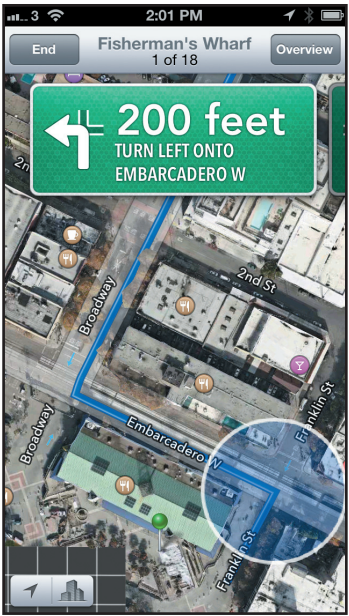 ...3 2:01 PM
End Fisherman's Wharf Overview
1 of 18
200 feet
TURN LEFT ONTO
EMBARCADERO W
2nd St
Broadway
Franklin St
Embarcadero W
Broadway
Franklin St